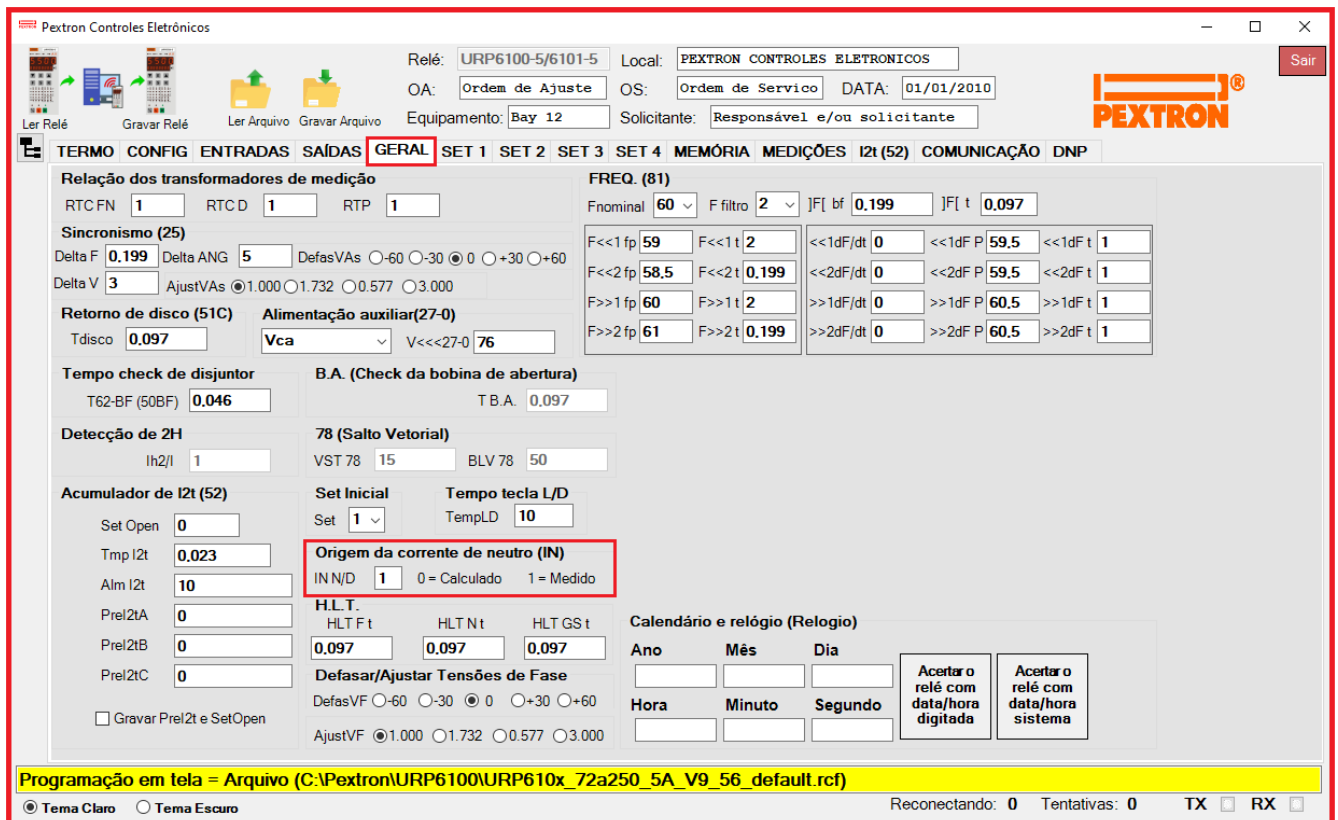 Pextron Controles Eletrônicos
Relé: URP6100-5/6101-5 Local: PEXTRON CONTROLES ELETRONICOS Sair
OA: Ordem de Ajuste OS: Ordem de Servico DATA: 01/01/2010
Ler Relé Gravar Relé Ler Arquivo Gravar Arquivo Equipamento: Bay 12 Solicitante: Responsável e/ou solicitante PEXTRON®
TERMO CONFIG ENTRADAS SAÍDAS GERAL SET 1 SET 2 SET 3 SET 4 MEMÓRIA MEDIÇÕES I2t (52) COMUNICAÇÃO DNP
Relação dos transformadores de medição
RTC FN 1 RTC D 1 RTP 1
FREQ. (81)
Fnominal 60 F filtro 2 ]F[ bf 0.199 ]F[ t 0.097
Sincronismo (25)
Delta F 0.199 Delta ANG 5 DefasVAs -60 -30 0 +30 +60
Delta V 3 AjustVAs 1.000 1.732 0.577 3.000
F<<1 fp 59 F<<1 t 2 <<1dF/dt 0 <<1dF P 59.5 <<1dF t 1
F<<2 fp 58.5 F<<2 t 0.199 <<2dF/dt 0 <<2dF P 59.5 <<2dF t 1
F>>1 fp 60 F>>1 t 2 >>1dF/dt 0 >>1dF P 60.5 >>1dF t 1
F>>2 fp 61 F>>2 t 0.199 >>2dF/dt 0 >>2dF P 60.5 >>2dF t 1
Retorno de disco (51C) Alimentação auxiliar(27-0)
Tdisco 0.097 Vca V<<<27-0 76
Tempo check de disjuntor B.A. (Check da bobina de abertura)
T62-BF (50BF) 0.046 T B.A. 0.097
Detecção de 2H 78 (Salto Vetorial)
Ih2/I 1 VST 78 15 BLV 78 50
Acumulador de I2t (52) Set Inicial Tempo tecla L/D
Set Open 0 Set 1 TempLD 10
Tmp I2t 0.023
Alm I2t 10
PreI2tA 0
PreI2tB 0
PreI2tC 0
Gravar PreI2t e SetOpen
Origem da corrente de neutro (IN)
IN N/D 1 0 = Calculado 1 = Medido
H.L.T.
HLT F t HLT N t HLT GS t
0.097 0.097 0.097
Defasar/Ajustar Tensões de Fase
DefasVF -60 -30 0 +30 +60
AjustVF 1.000 1.732 0.577 3.000
Calendário e relógio (Relogio)
Ano Mês Dia
Hora Minuto Segundo
Acertar o
relé com
data/hora
digitada
Acertar o
relé com
data/hora
sistema
Programação em tela = Arquivo (C:\Pextron\URP6100\URP610x_72a250_5A_V9_56_default.rcf)
Tema Claro Tema Escuro Reconectando: 0 Tentativas: 0 TX RX